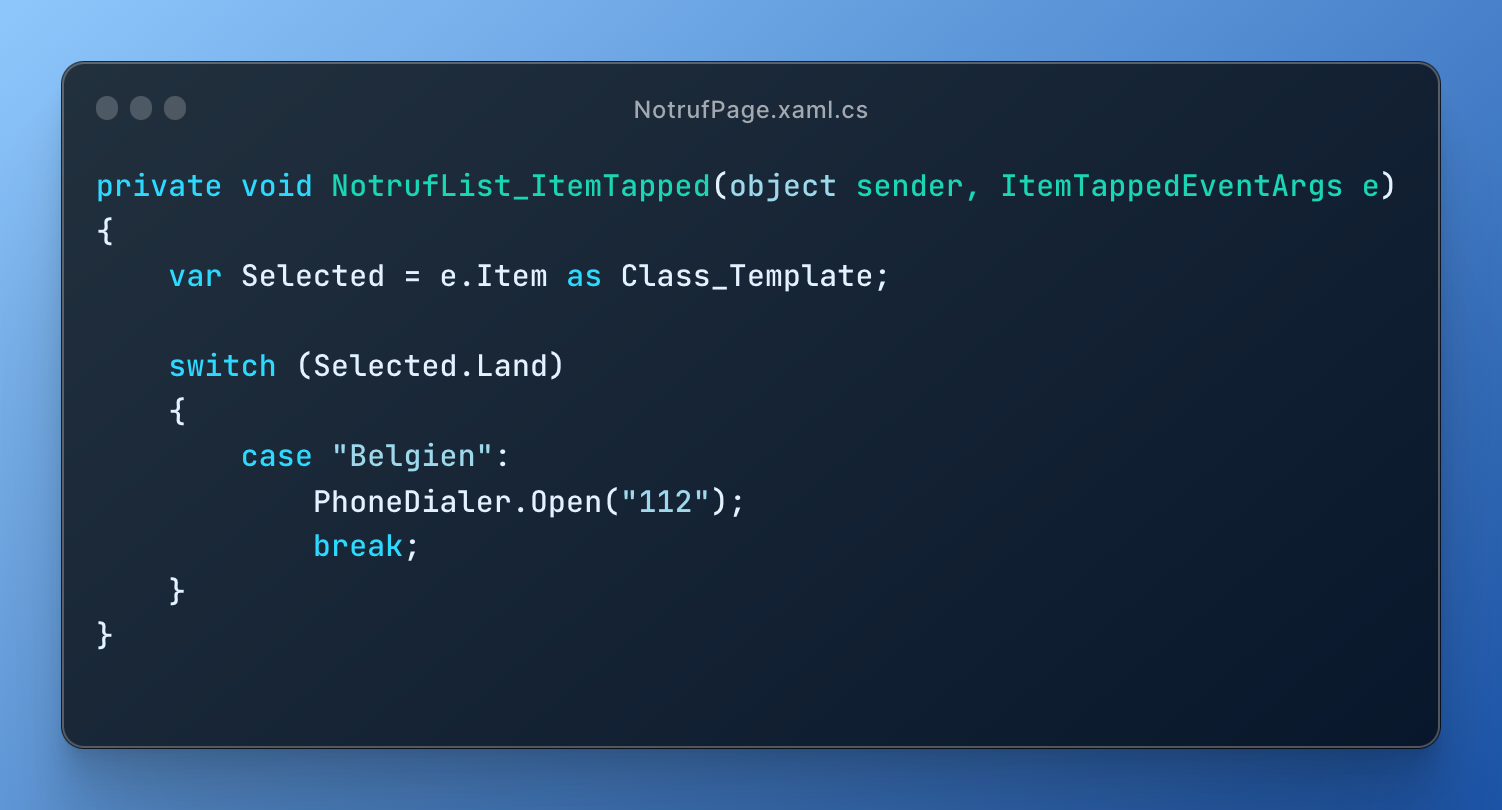 NotrufPage.xaml.cs
private void NotrufList_ItemTapped(object sender, ItemTappedEventArgs e)
{
    var Selected = e.Item as Class_Template;

    switch (Selected.Land)
    {
        case "Belgien":
            PhoneDialer.Open("112");
            break;
    }
}